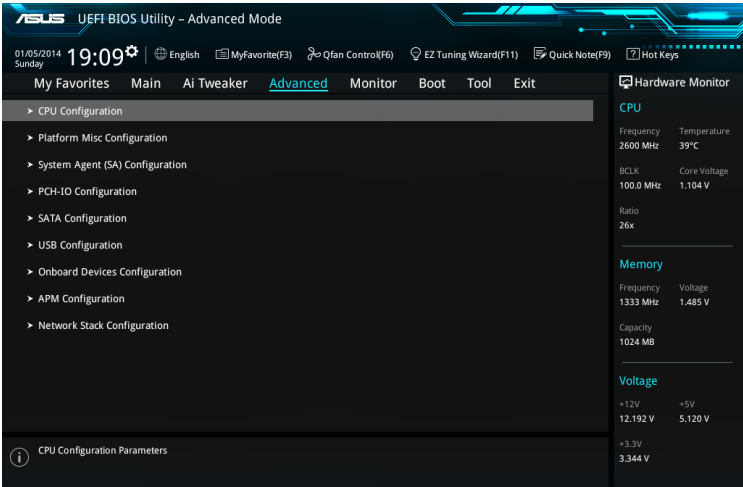 ASUS UEFI BIOS Utility – Advanced Mode
01/05/2014 Sunday 19:09 English MyFavorite(F3) Qfan Control(F6) EZ Tuning Wizard(F11) Quick Note(F9) ? Hot Keys
My Favorites Main Ai Tweaker Advanced Monitor Boot Tool Exit
> CPU Configuration
> Platform Misc Configuration
> System Agent (SA) Configuration
> PCH-IO Configuration
> SATA Configuration
> USB Configuration
> Onboard Devices Configuration
> APM Configuration
> Network Stack Configuration
i CPU Configuration Parameters
Hardware Monitor
CPU
Frequency Temperature
2600 MHz 39°C
BCLK Core Voltage
100.0 MHz 1.104 V
Ratio
26x
Memory
Frequency Voltage
1333 MHz 1.485 V
Capacity
1024 MB
Voltage
+12V +5V
12.192 V 5.120 V
+3.3V
3.344 V